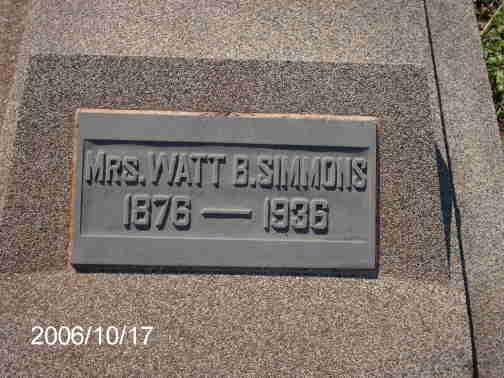 MRS. WATT B. SIMMONS
1876 — 1936
2006/10/17